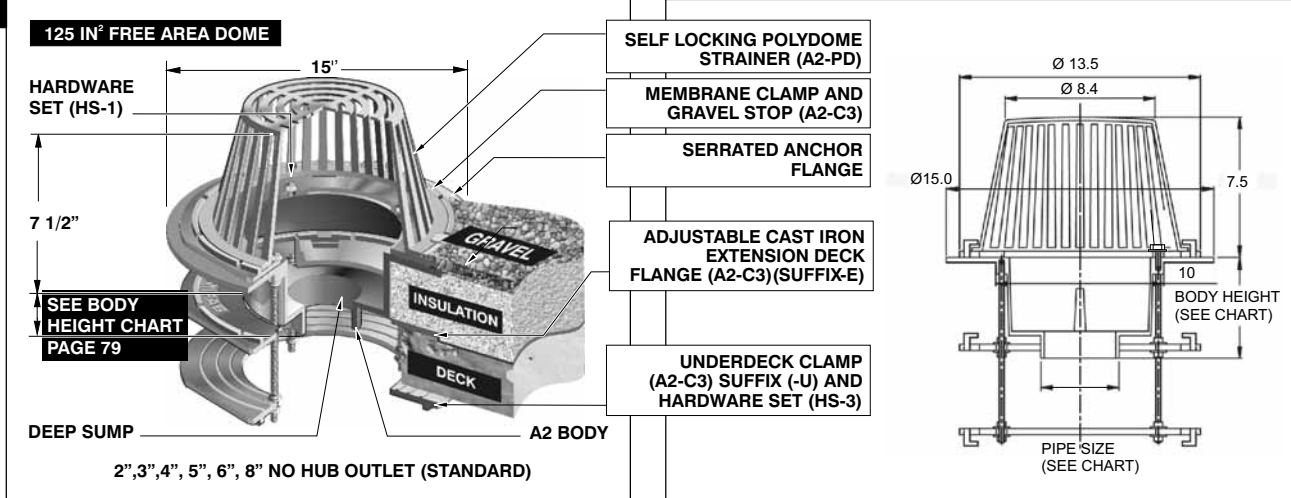 125 IN² FREE AREA DOME
15"
HARDWARE
SET (HS-1)
7 1/2”
SEE BODY
HEIGHT CHART
PAGE 79
DEEP SUMP
GRAVEL
INSULATION
DECK
A2 BODY
2”,3”,4”, 5”, 6”, 8” NO HUB OUTLET (STANDARD)
SELF LOCKING POLYDOME
STRAINER (A2-PD)
MEMBRANE CLAMP AND
GRAVEL STOP (A2-C3)
SERRATED ANCHOR
FLANGE
ADJUSTABLE CAST IRON
EXTENSION DECK
FLANGE (A2-C3)(SUFFIX-E)
UNDERDECK CLAMP
(A2-C3) SUFFIX (-U) AND
HARDWARE SET (HS-3)
Ø 13.5
Ø 8.4
Ø15.0
7.5
10
BODY HEIGHT
(SEE CHART)
PIPE SIZE
(SEE CHART)